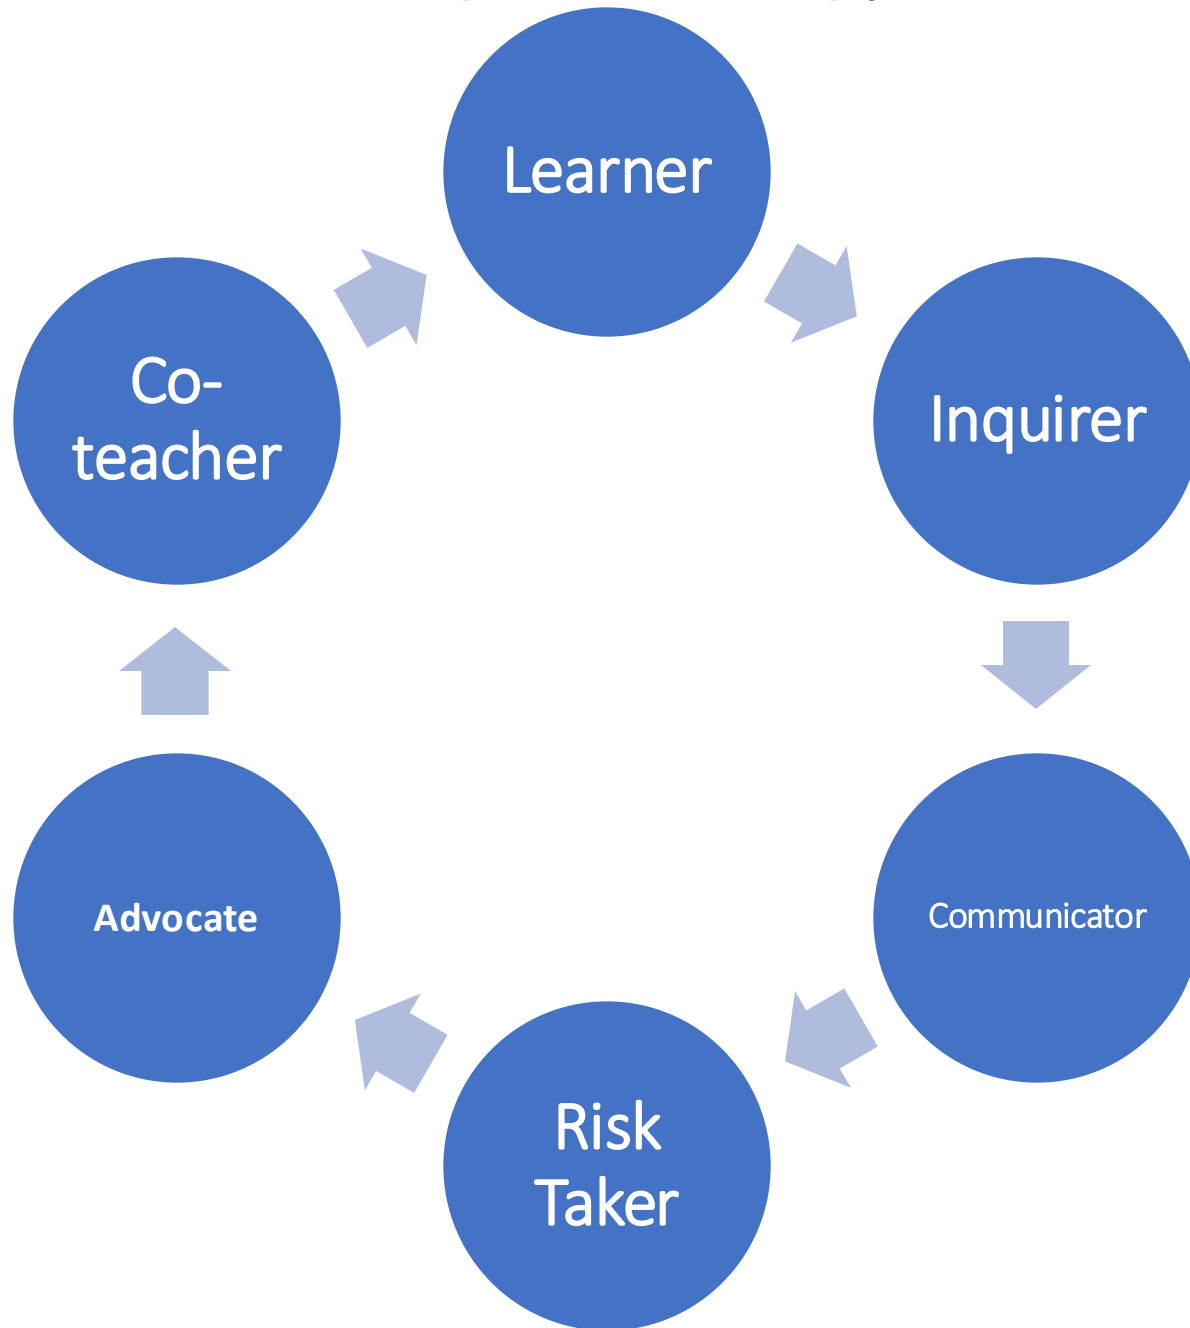 Learner
Inquirer
Communicator
Risk
Taker
Advocate
Co-
teacher